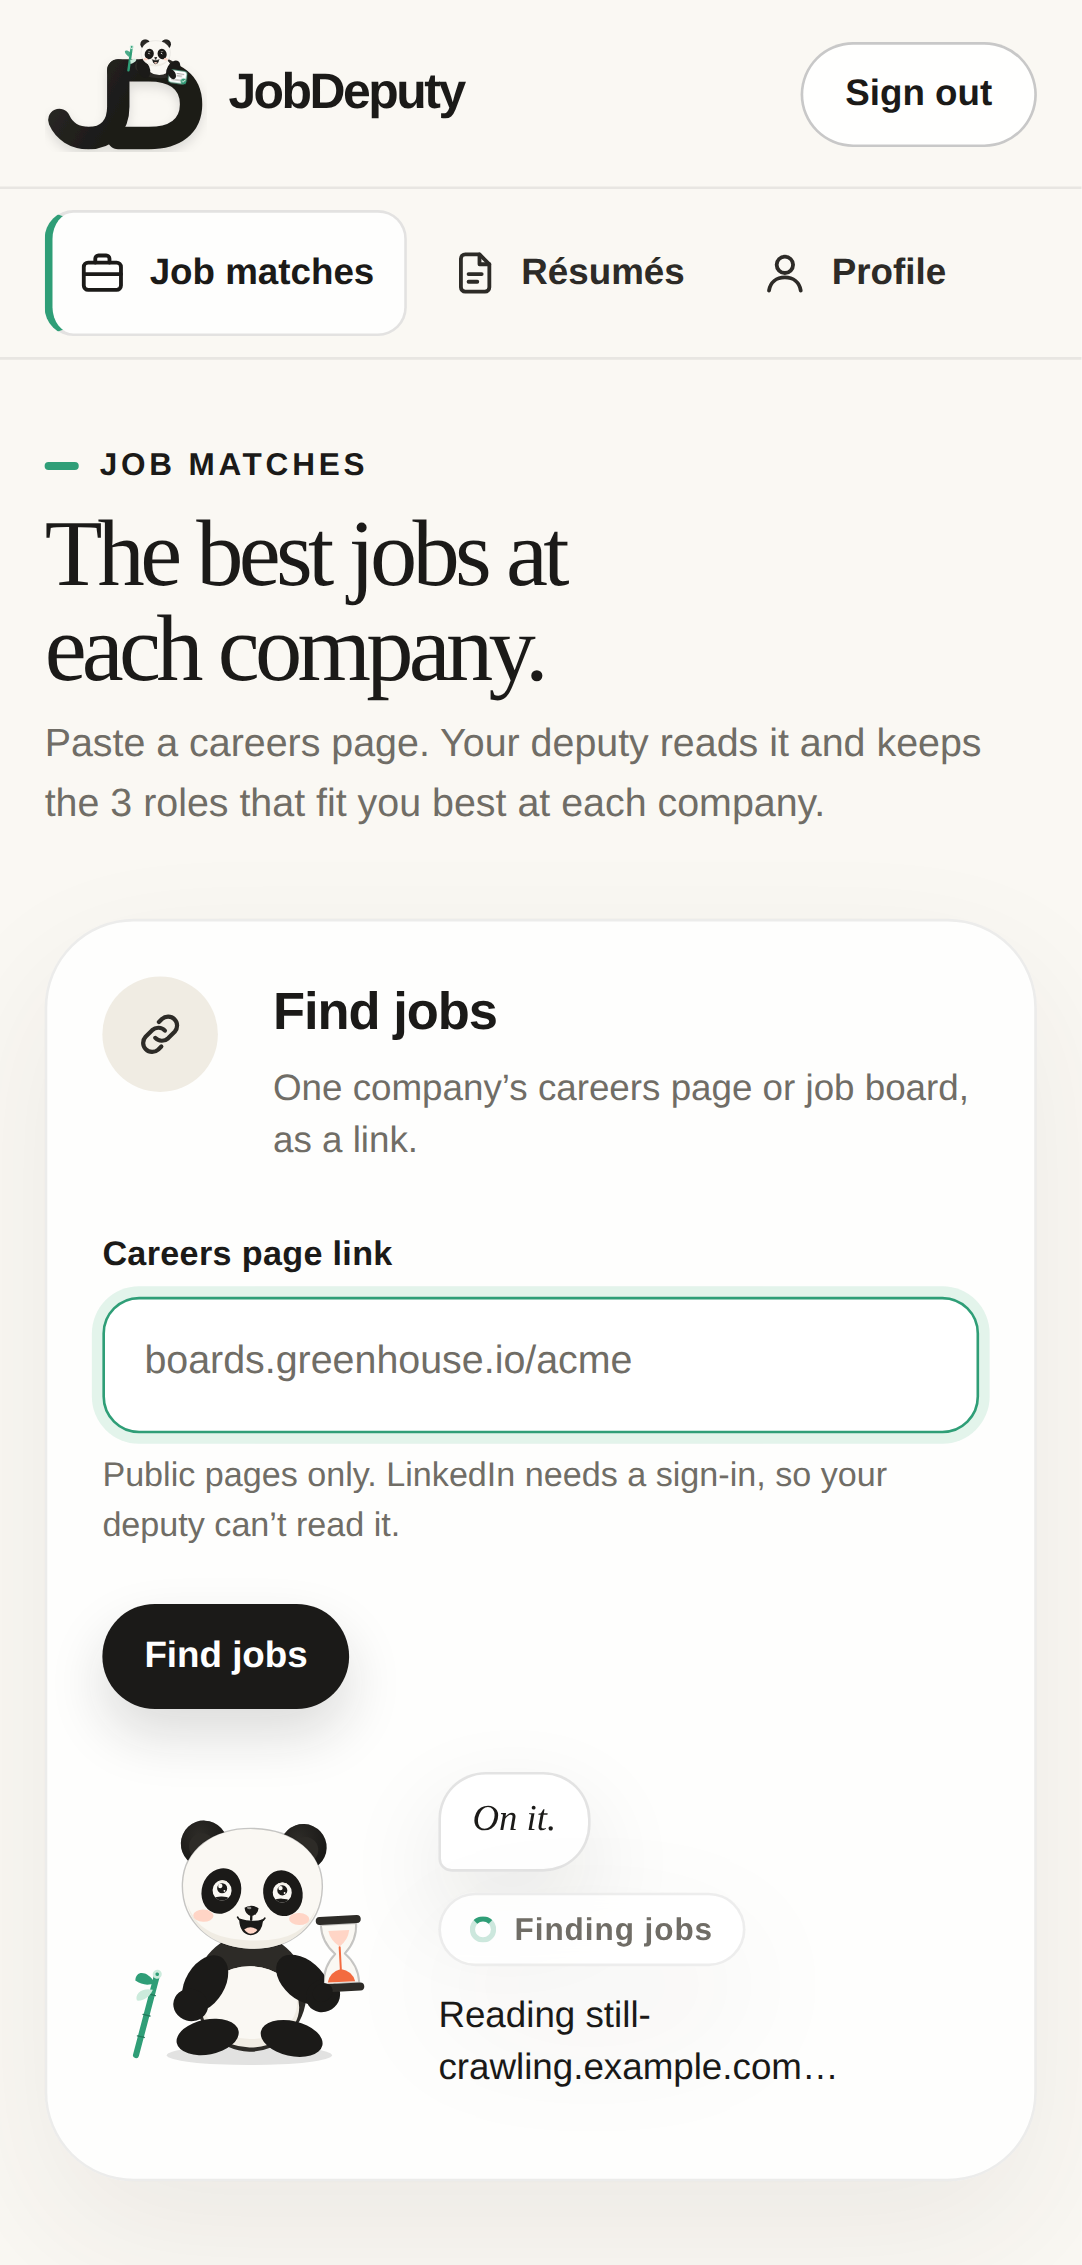 JobDeputy
Sign out
Job matches
Résumés
Profile
JOB MATCHES
The best jobs at
each company.
Paste a careers page. Your deputy reads it and keeps
the 3 roles that fit you best at each company.
Find jobs
One company’s careers page or job board,
as a link.
Careers page link
boards.greenhouse.io/acme
Public pages only. LinkedIn needs a sign-in, so your
deputy can’t read it.
Find jobs
On it.
Finding jobs
Reading still-
crawling.example.com…